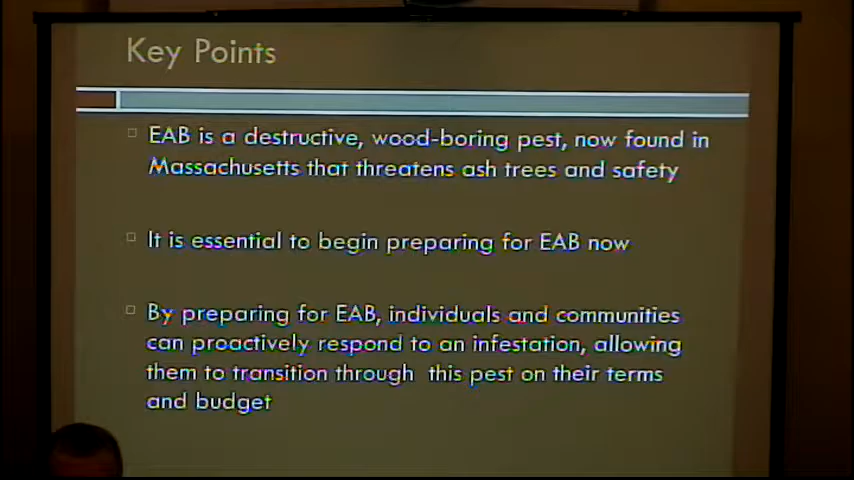 Key Points
EAB is a destructive, wood-boring pest, now found in
Massachusetts that threatens ash trees and safety
It is essential to begin preparing for EAB now
By preparing for EAB, individuals and communities
can proactively respond to an infestation, allowing
them to transition through this pest on their terms
and budget